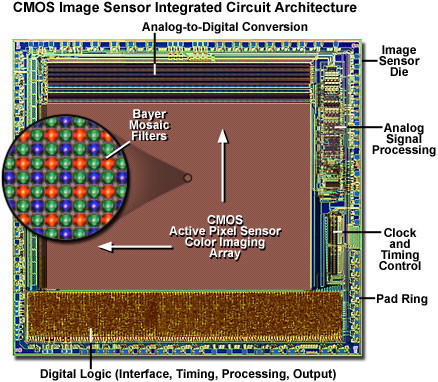 CMOS Image Sensor Integrated Circuit Architecture
Analog-to-Digital Conversion
Image
Sensor
Die
Bayer
Mosaic
Filters
Analog
Signal
Processing
CMOS
Active Pixel Sensor
Color Imaging
Array
Clock
and
Timing
Control
Pad Ring
Digital Logic (Interface, Timing, Processing, Output)